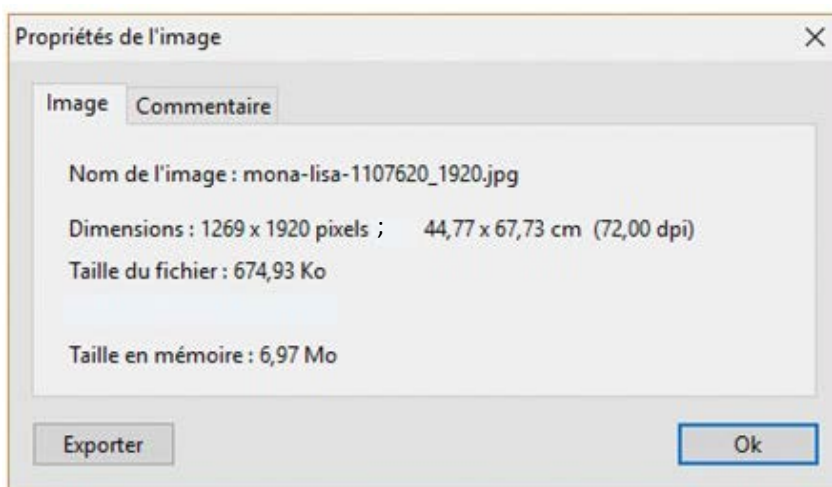 Propriétés de l'image
Image Commentaire
Nom de l'image : mona-lisa-1107620_1920.jpg
Dimensions : 1269 x 1920 pixels ; 44,77 x 67,73 cm (72,00 dpi)
Taille du fichier : 674,93 Ko
Taille en mémoire : 6,97 Mo
Exporter Ok